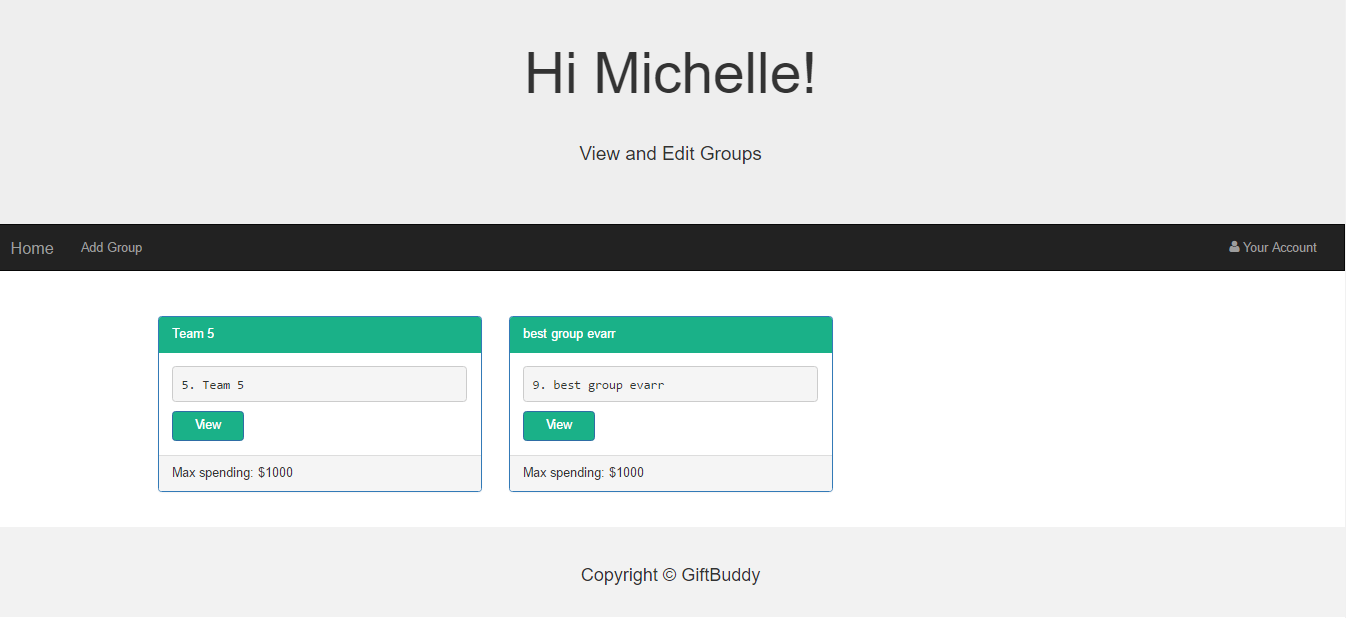 Hi Michelle!
View and Edit Groups
Home Add Group Your Account
Team 5
5. Team 5
View
Max spending: $1000
best group evarr
9. best group evarr
View
Max spending: $1000
Copyright © GiftBuddy